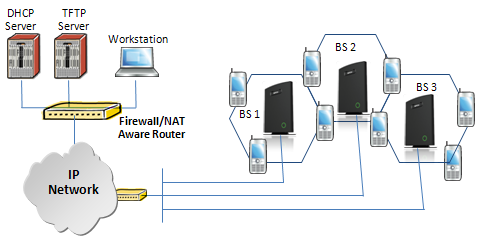 DHCP
Server
TFTP
Server
Workstation
Firewall/NAT
Aware Router
IP
Network
BS 1
BS 2
BS 3